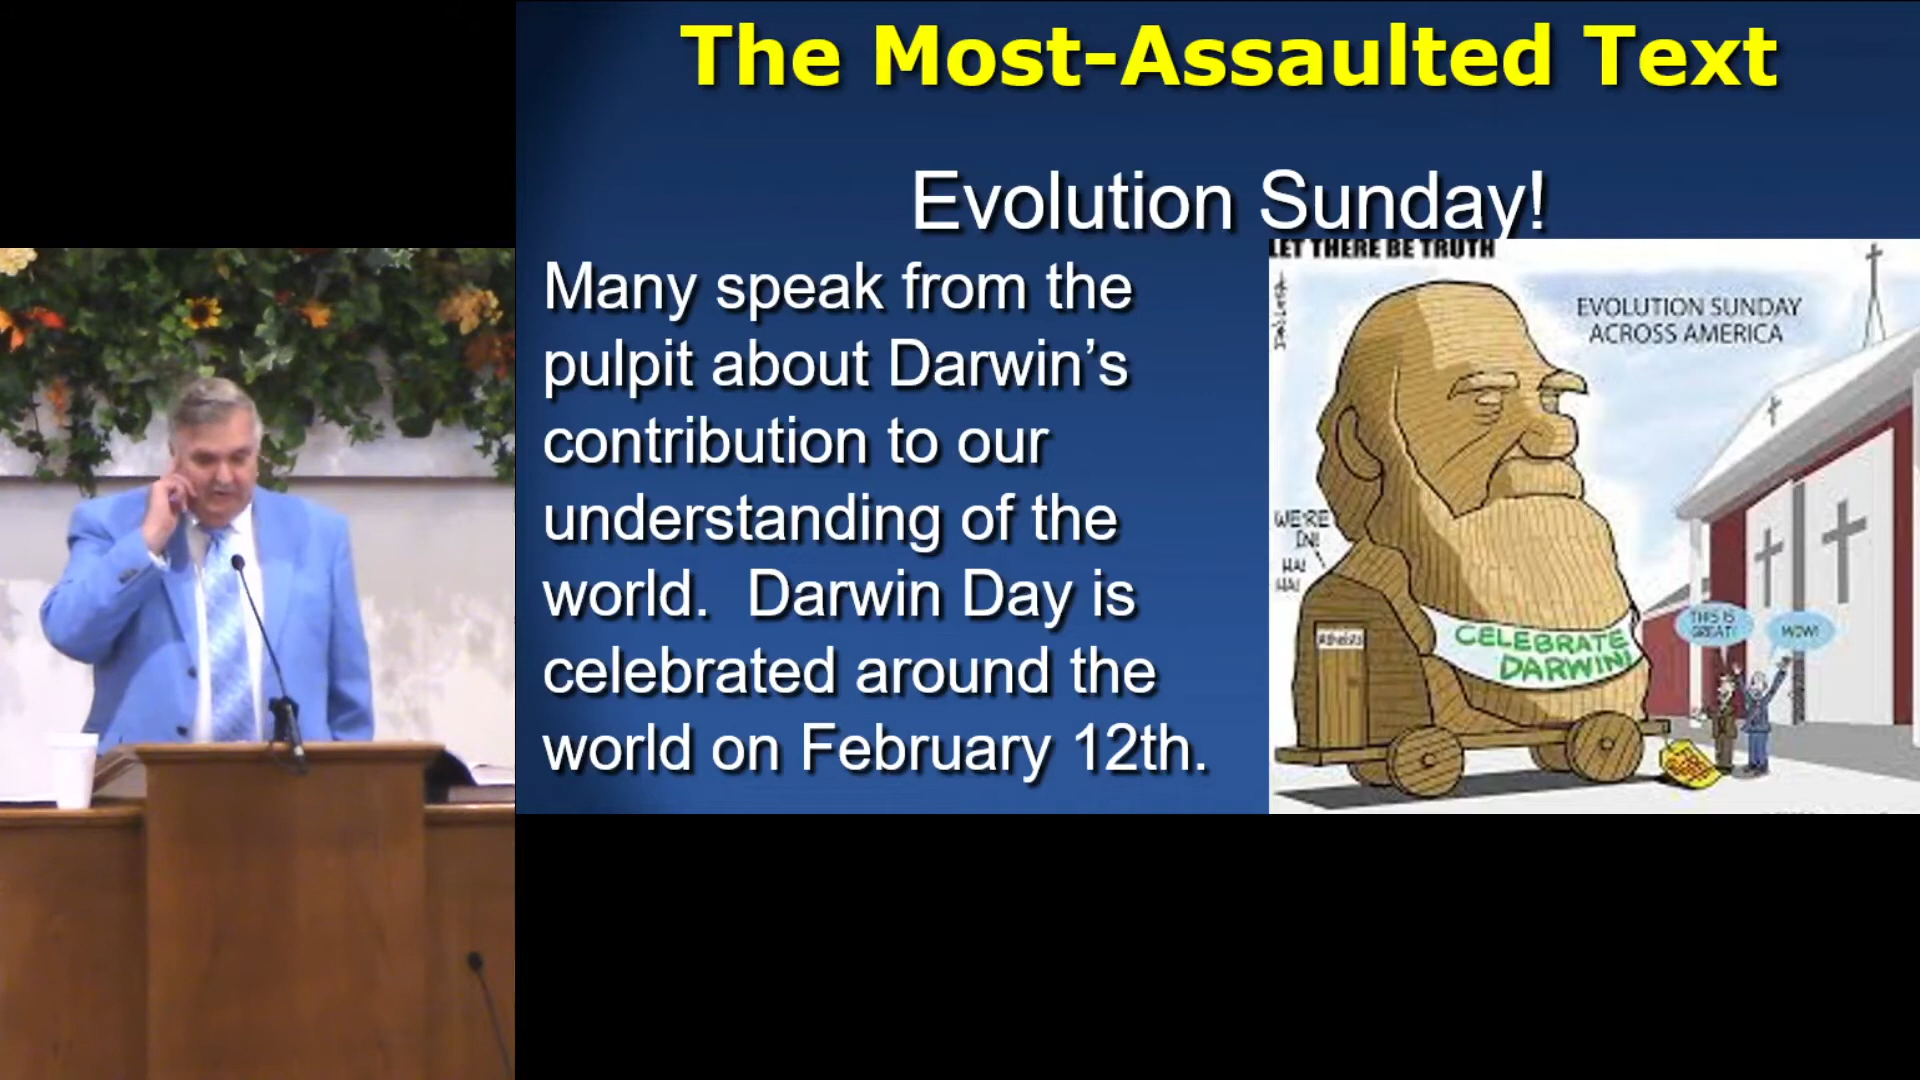 The Most-Assaulted Text
Evolution Sunday!
Many speak from the
pulpit about Darwin's
contribution to our
understanding of the
world.  Darwin Day is
celebrated around the
world on February 12th.
LET THERE BE TRUTH
EVOLUTION SUNDAY
ACROSS AMERICA
WE'RE
IN!
HA!
HA!
Atheists
CELEBRATE
DARWIN!
THIS IS
GREAT!
WOW!